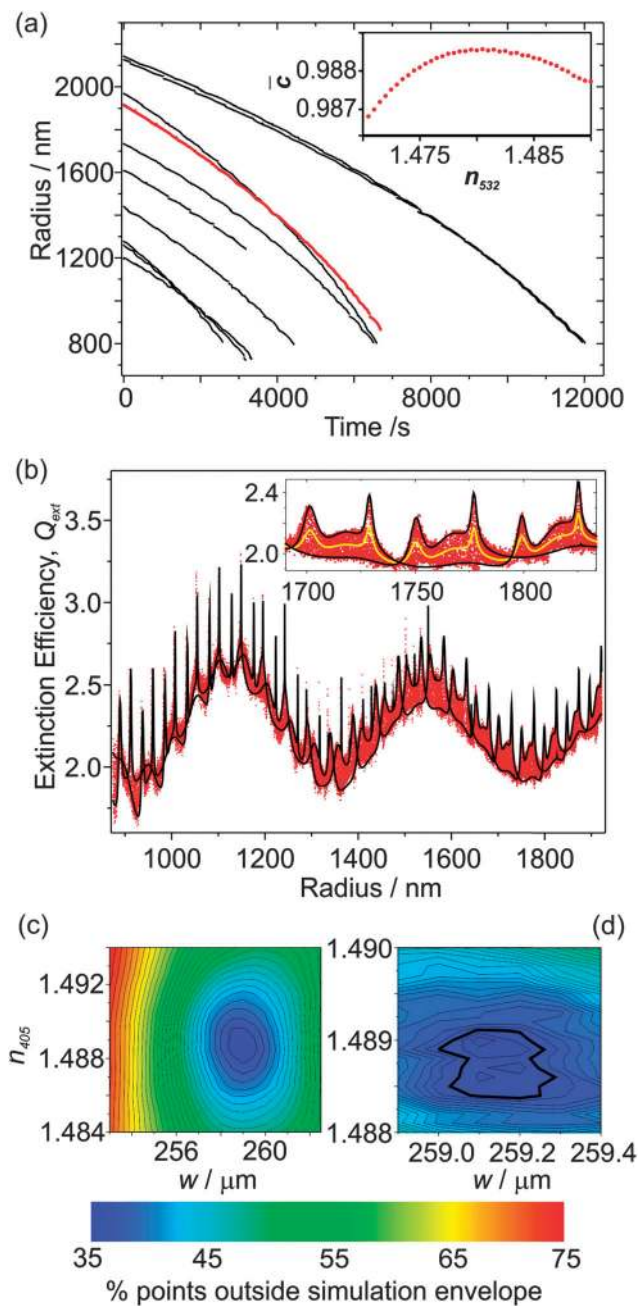 (a)
Radius / nm
2000
1600
1200
800
0 4000 8000 12000
Time /s
c̄
0.988
0.987
1.475 1.485
n532
(b)
Extinction Efficiency, Qext
3.5
3.0
2.5
2.0
1000 1200 1400 1600 1800
Radius / nm
2.4
2.0
1700 1750 1800
(c)
n405
1.492
1.488
1.484
256 260
w / μm
(d)
1.490
1.489
1.488
259.0 259.2 259.4
w / μm
35 45 55 65 75
% points outside simulation envelope